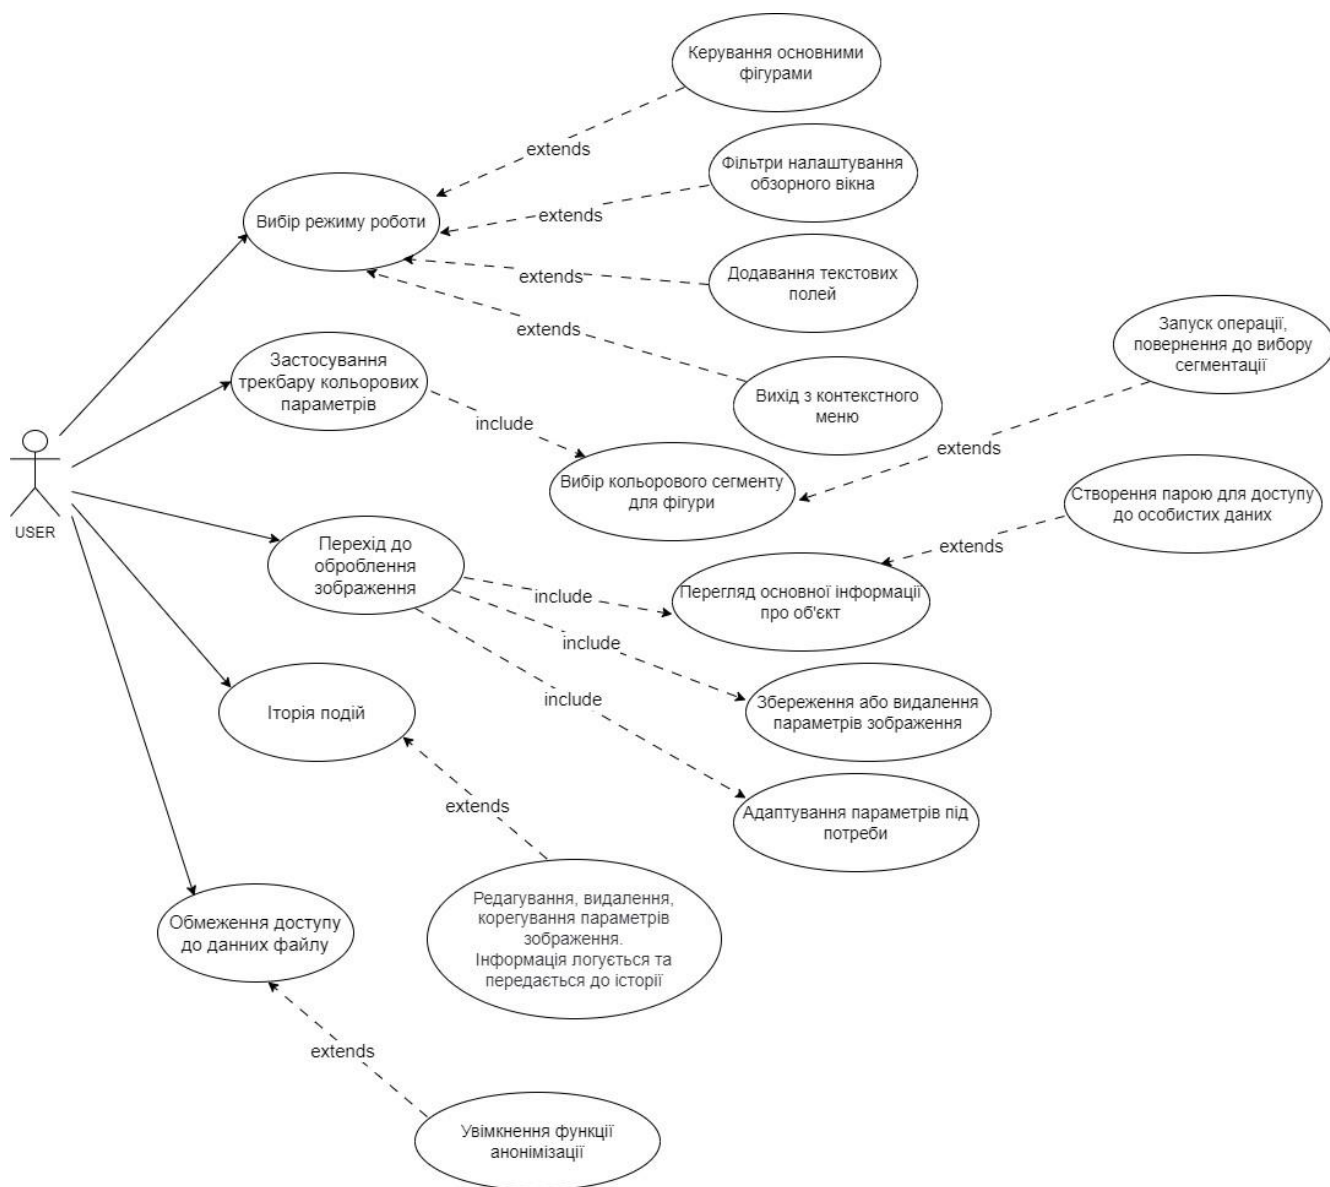 Керування основними
фігурами
extends
Фільтри налаштування
обзорного вікна
extends
Вибір режиму роботи
Додавання текстових
полей
extends
extends
Вихід з контекстного
меню
Запуск операції,
повернення до вибору
сегментації
extends
Застосування
трекбару кольорових
параметрів
include
Вибір кольорового сегменту
для фігури
Створення парою для доступу
до особистих даних
extends
USER
Перехід до
оброблення
зображення
include
Перегляд основної інформації
про об'єкт
include
Збереження або видалення
параметрів зображення
include
Адаптування параметрів під
потреби
Іторія подій
extends
Редагування, видалення,
корегування параметрів
зображення.
Інформація логується та
передається до історії
Обмеження доступу
до данних файлу
extends
Увімкнення функції
анонімізації